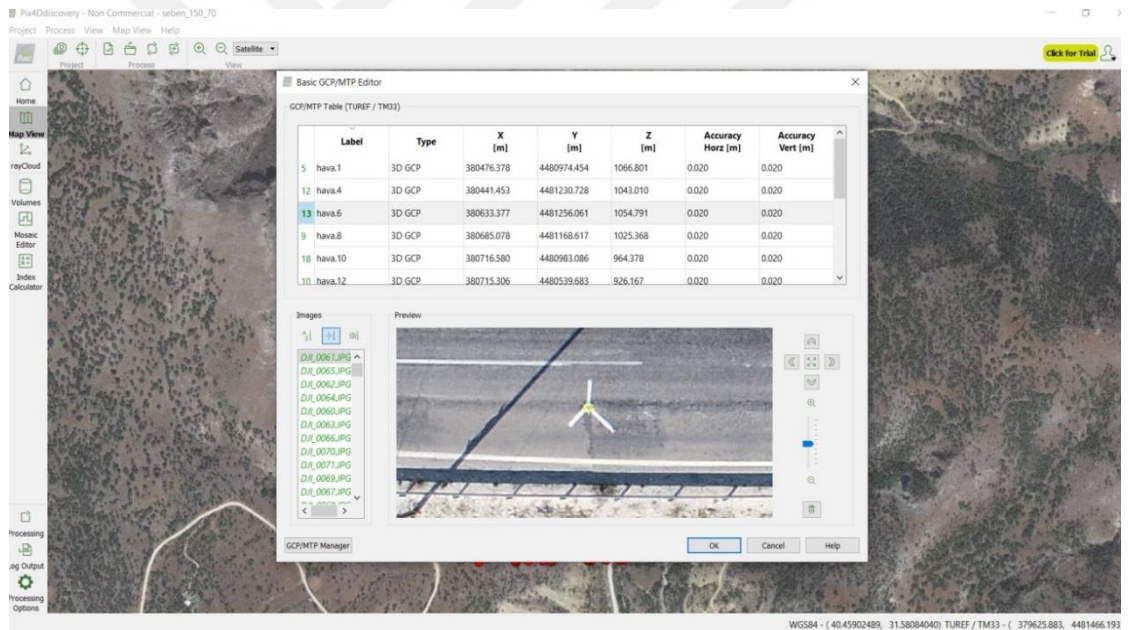 Pix4Ddiscovery - Non Commercial - seben_150_70
Project Process View Map View Help
Satellite
Project Process View
Click for Trial
Home
Map View
rayCloud
Volumes
Mosaic
Editor
Index
Calculator
Processing
og Output
Processing
Options
Basic GCP/MTP Editor
GCP/MTP Table (TUREF / TM33)
Label Type X [m] Y [m] Z [m] Accuracy Horz [m] Accuracy Vert [m]
5 hava.1 3D GCP 380476.378 4480974.454 1066.801 0.020 0.020
12 hava.4 3D GCP 380441.453 4481230.728 1043.010 0.020 0.020
13 hava.6 3D GCP 380633.377 4481256.061 1054.791 0.020 0.020
9 hava.8 3D GCP 380685.078 4481168.617 1025.368 0.020 0.020
18 hava.10 3D GCP 380716.580 4480983.086 964.378 0.020 0.020
10 hava.12 3D GCP 380715.306 4480539.683 926.167 0.020 0.020
Images
DJI_0061.JPG
DJI_0065.JPG
DJI_0062.JPG
DJI_0064.JPG
DJI_0060.JPG
DJI_0063.JPG
DJI_0066.JPG
DJI_0070.JPG
DJI_0071.JPG
DJI_0069.JPG
DJI_0067.JPG
Preview
GCP/MTP Manager
OK Cancel Help
WGS84 - ( 40.45902489, 31.58084040) TUREF / TM33 - ( 379625.883, 4481466.193